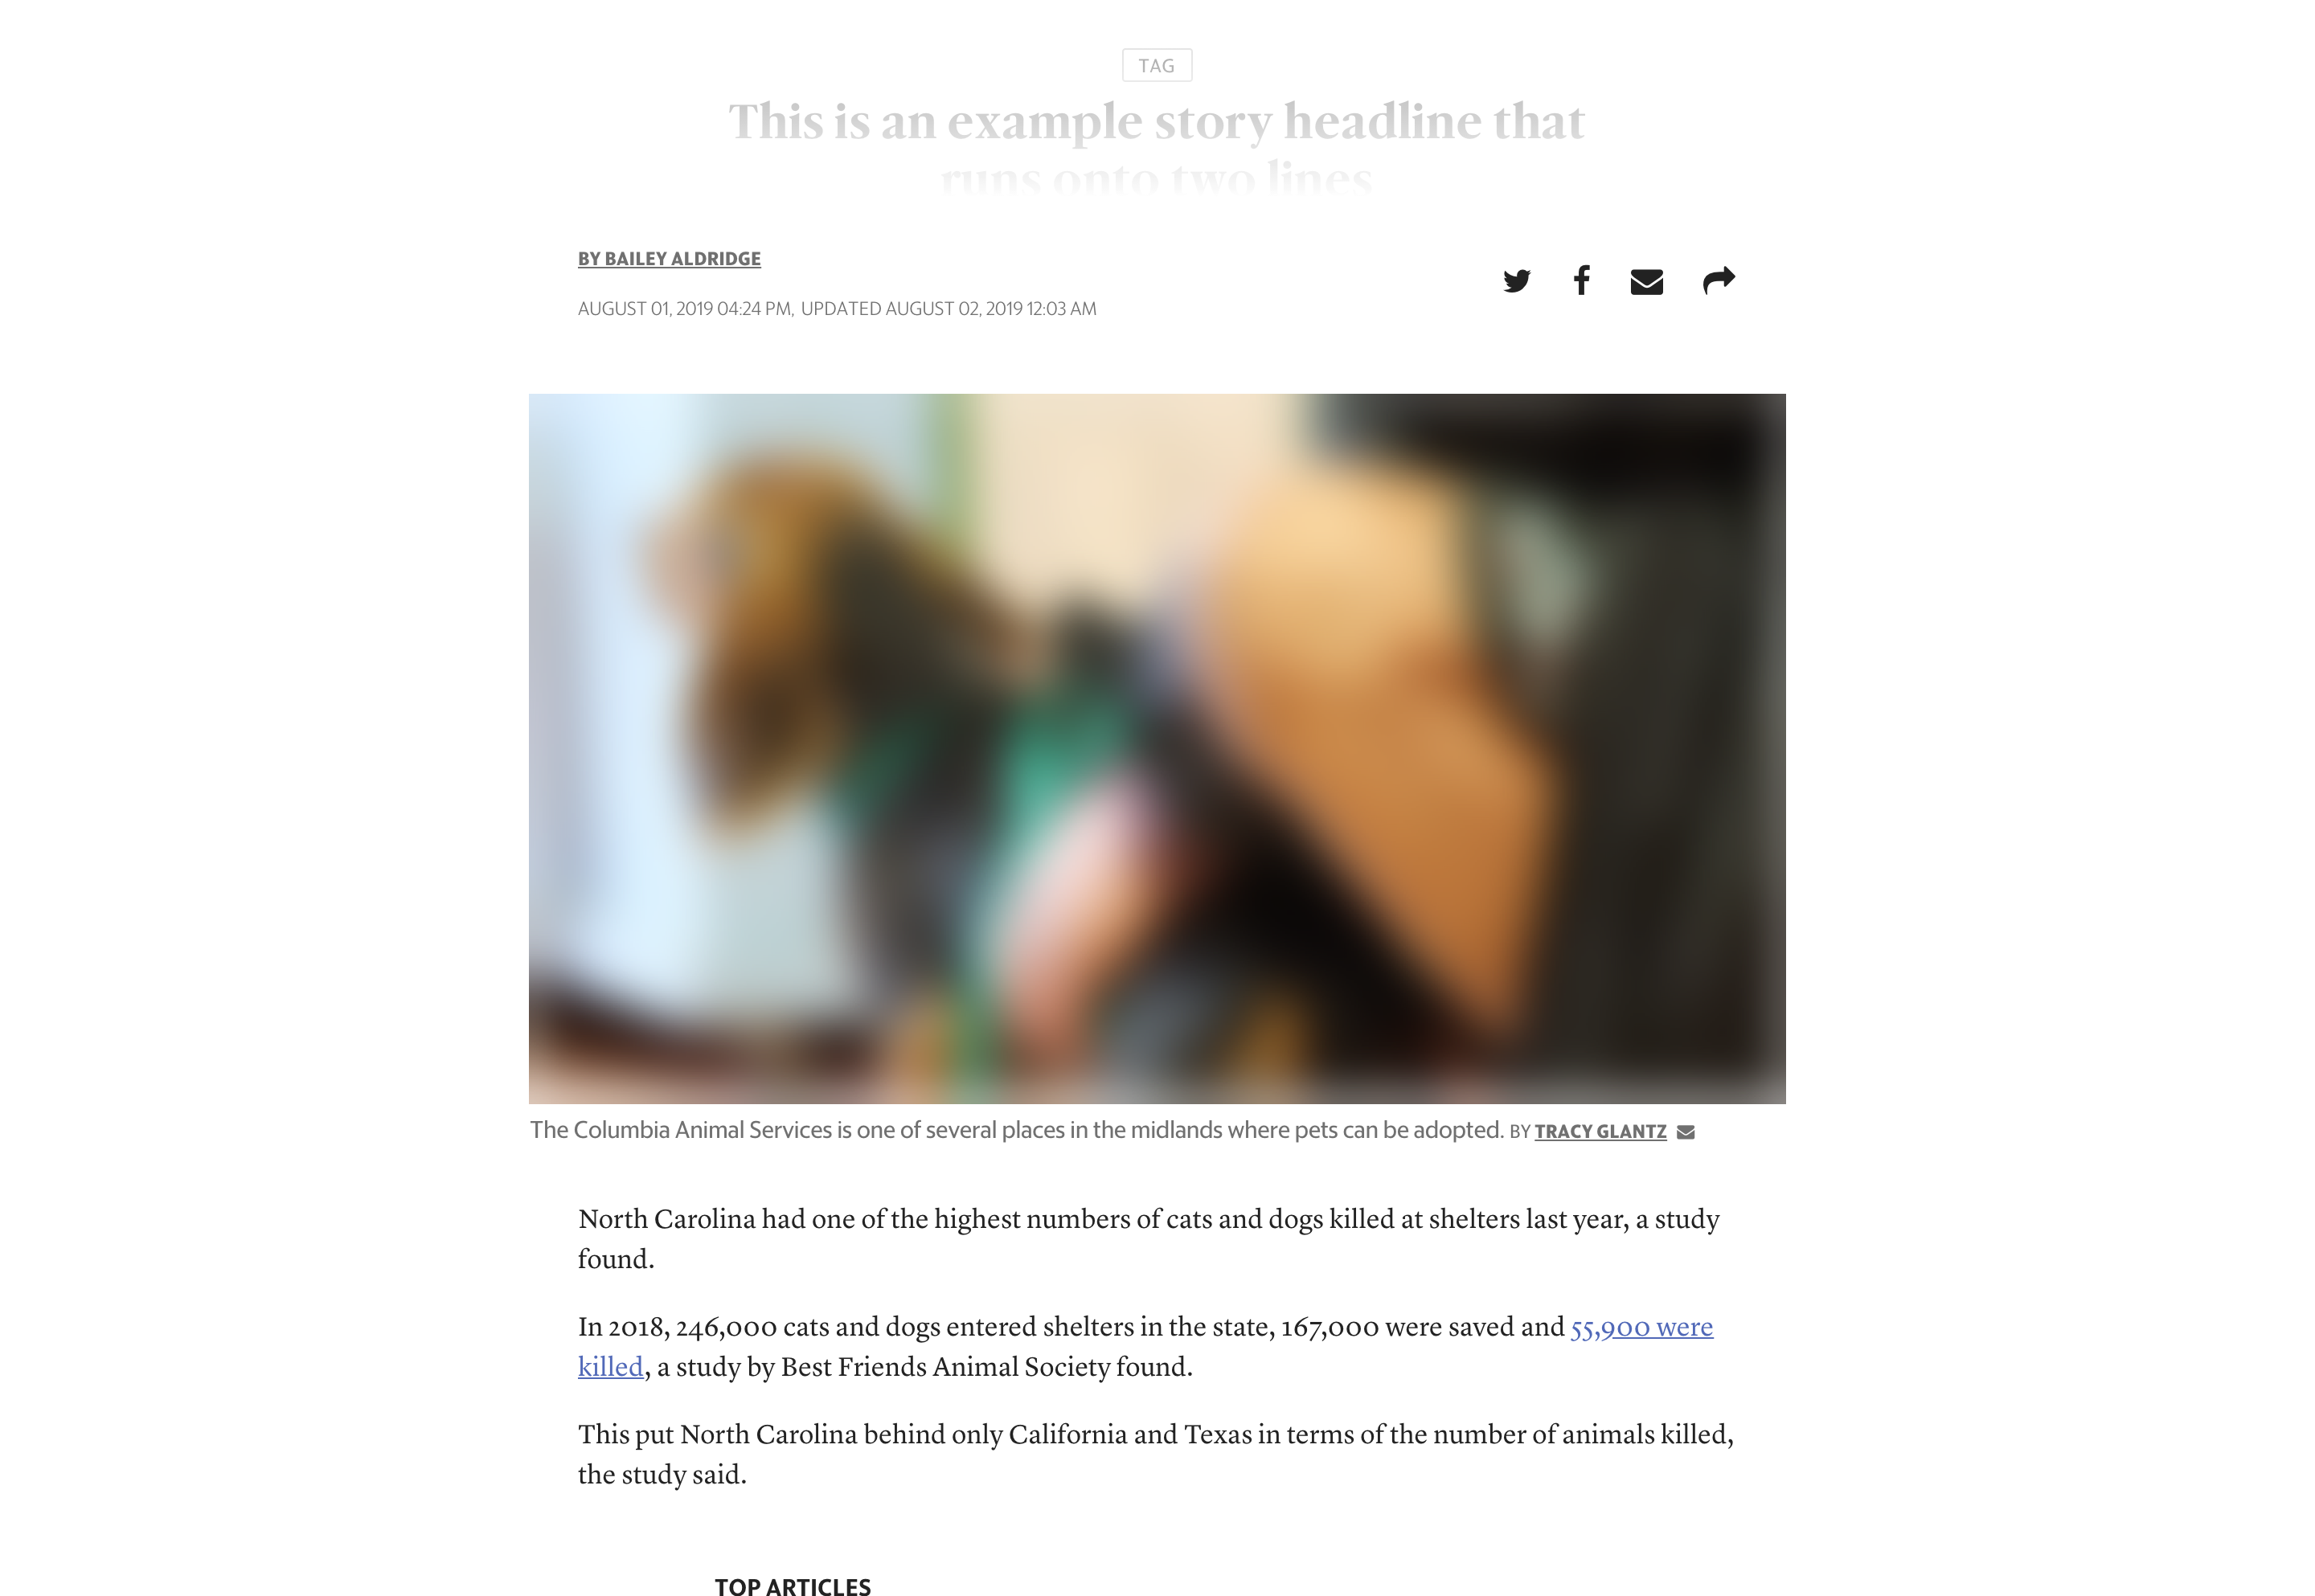 TAG
This is an example story headline that
runs onto two lines
BY BAILEY ALDRIDGE
AUGUST 01, 2019 04:24 PM, UPDATED AUGUST 02, 2019 12:03 AM
The Columbia Animal Services is one of several places in the midlands where pets can be adopted. BY TRACY GLANTZ
North Carolina had one of the highest numbers of cats and dogs killed at shelters last year, a study
found.
In 2018, 246,000 cats and dogs entered shelters in the state, 167,000 were saved and 55,900 were
killed, a study by Best Friends Animal Society found.
This put North Carolina behind only California and Texas in terms of the number of animals killed,
the study said.
TOP ARTICLES